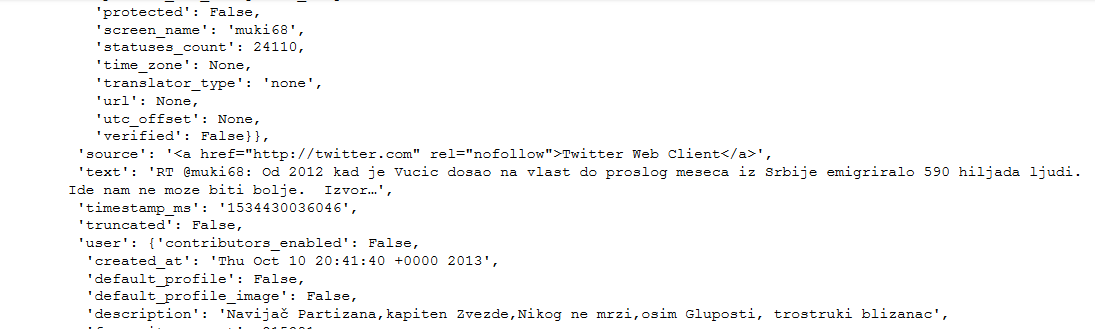 'protected': False,
'screen_name': 'muki68',
'statuses_count': 24110,
'time_zone': None,
'translator_type': 'none',
'url': None,
'utc_offset': None,
'verified': False}},
'source': '<a href="http://twitter.com" rel="nofollow">Twitter Web Client</a>',
'text': 'RT @muki68: Od 2012 kad je Vucic dosao na vlast do proslog meseca iz Srbije emigriralo 590 hiljada ljudi.
Ide nam ne moze biti bolje.  Izvor…',
'timestamp_ms': '1534430036046',
'truncated': False,
'user': {'contributors_enabled': False,
'created_at': 'Thu Oct 10 20:41:40 +0000 2013',
'default_profile': False,
'default_profile_image': False,
'description': 'Navijač Partizana,kapiten Zvezde,Nikog ne mrzi,osim Gluposti, trostruki blizanac',